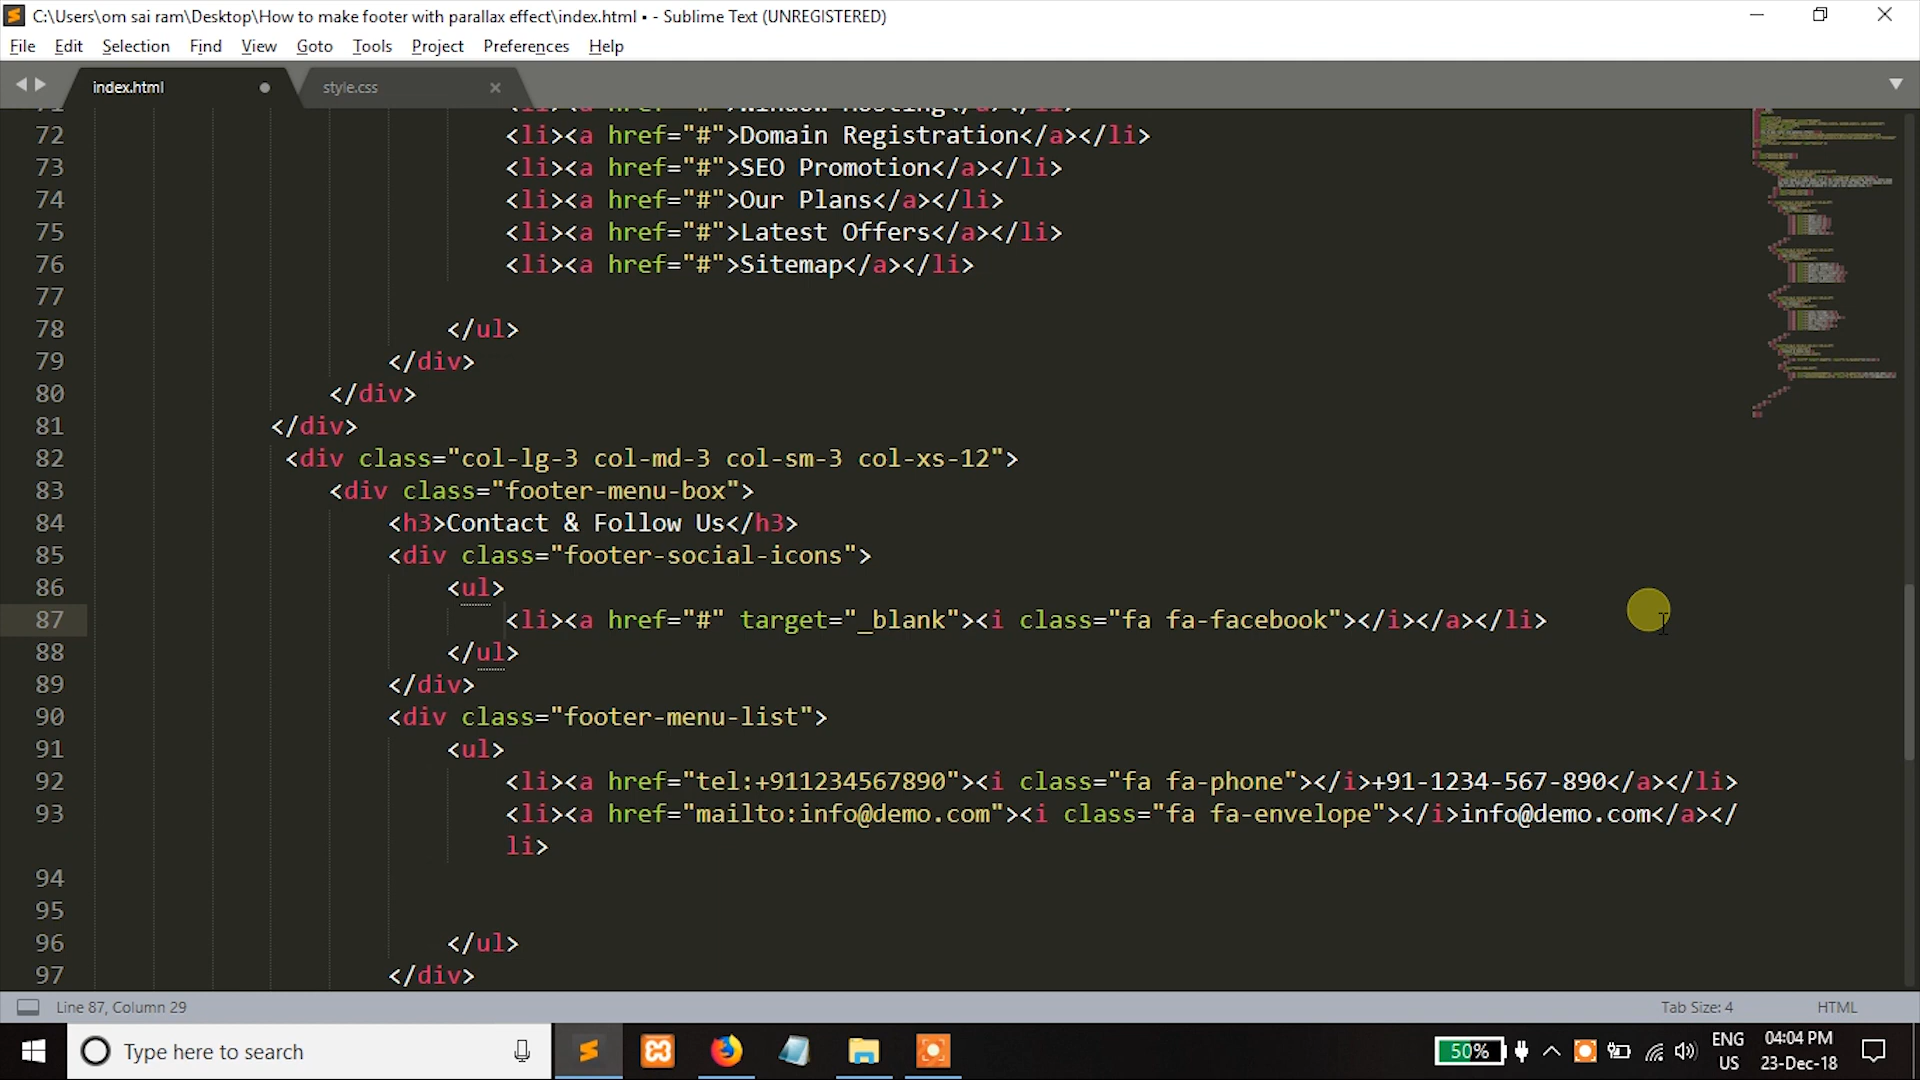 C:\Users\om sai ram\Desktop\How to make footer with parallax effect\index.html • - Sublime Text (UNREGISTERED)
File Edit Selection Find View Goto Tools Project Preferences Help
index.html style.css
71 <li><a href="#">Window Hosting</a></li>
72 <li><a href="#">Domain Registration</a></li>
73 <li><a href="#">SEO Promotion</a></li>
74 <li><a href="#">Our Plans</a></li>
75 <li><a href="#">Latest Offers</a></li>
76 <li><a href="#">Sitemap</a></li>
77
78 </ul>
79 </div>
80 </div>
81 </div>
82 <div class="col-lg-3 col-md-3 col-sm-3 col-xs-12">
83 <div class="footer-menu-box">
84 <h3>Contact & Follow Us</h3>
85 <div class="footer-social-icons">
86 <ul>
87 <li><a href="#" target="_blank"><i class="fa fa-facebook"></i></a></li>
88 </ul>
89 </div>
90 <div class="footer-menu-list">
91 <ul>
92 <li><a href="tel:+911234567890"><i class="fa fa-phone"></i>+91-1234-567-890</a></li>
93 <li><a href="mailto:info@demo.com"><i class="fa fa-envelope"></i>info@demo.com</a></
li>
94
95
96 </ul>
97 </div>
Line 87, Column 29 Tab Size: 4 HTML
Type here to search
50%
ENG
US
04:04 PM
23-Dec-18